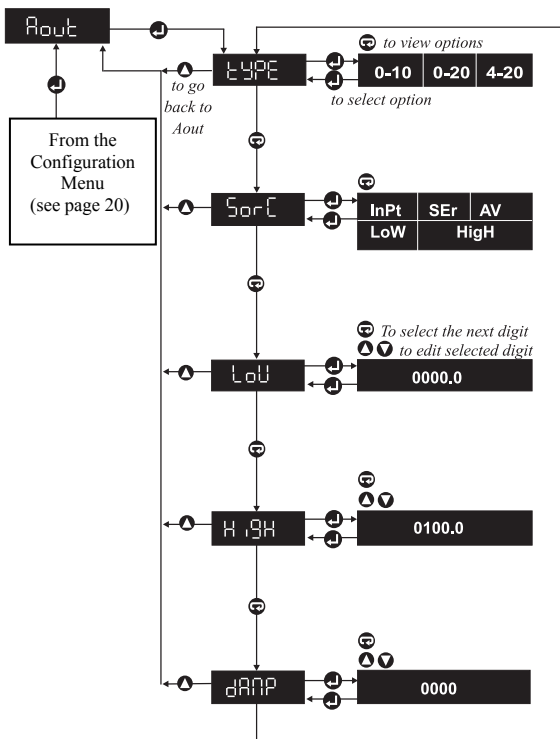 Aout
to view options
tYPE
0-10 0-20 4-20
to go
back to
Aout
to select option
From the
Configuration
Menu
(see page 20)
SorC
InPt SEr AV
LoW HigH
To select the next digit
to edit selected digit
LoW
0000.0
HigH
0100.0
dAMP
0000